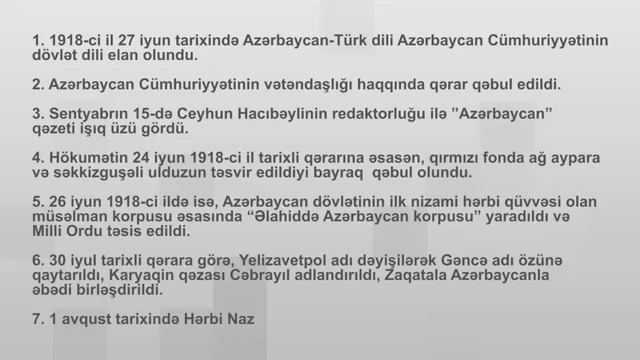 1. 1918-ci il 27 iyun tarixində Azərbaycan-Türk dili Azərbaycan Cümhuriyyətinin
dövlət dili elan olundu.
2. Azərbaycan Cümhuriyyətinin vətəndaşlığı haqqında qərar qəbul edildi.
3. Sentyabrın 15-də Ceyhun Hacıbəylinin redaktorluğu ilə ”Azərbaycan”
qəzeti işıq üzü gördü.
4. Hökumətin 24 iyun 1918-ci il tarixli qərarına əsasən, qırmızı fonda ağ aypara
və səkkizguşəli ulduzun təsvir edildiyi bayraq qəbul olundu.
5. 26 iyun 1918-ci ildə isə, Azərbaycan dövlətinin ilk nizami hərbi qüvvəsi olan
müsəlman korpusu əsasında “Əlahiddə Azərbaycan korpusu” yaradıldı və
Milli Ordu təsis edildi.
6. 30 iyul tarixli qərara görə, Yelizavetpol adı dəyişilərək Gəncə adı özünə
qaytarıldı, Karyaqin qəzası Cəbrayıl adlandırıldı, Zaqatala Azərbaycanla
əbədi birləşdirildi.
7. 1 avqust tarixində Hərbi Naz